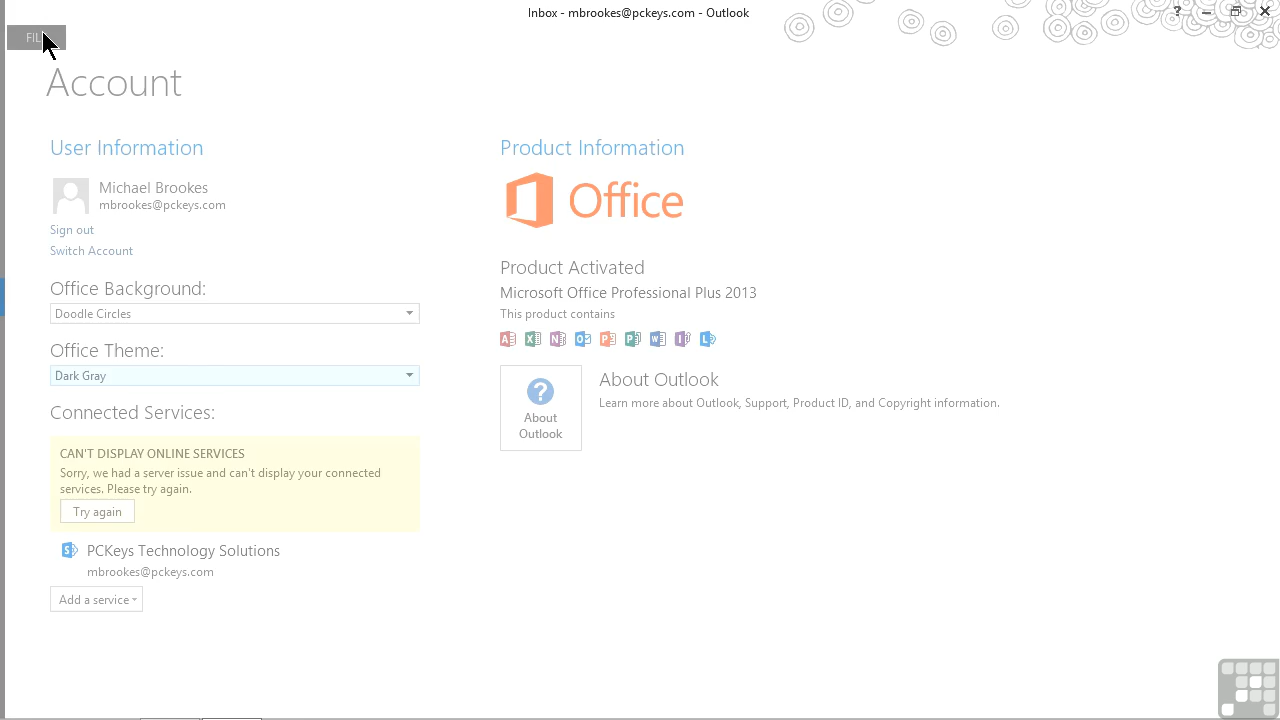 Inbox - mbrookes@pckeys.com - Outlook
?
FIL
Account
User Information
Michael Brookes
mbrookes@pckeys.com
Sign out
Switch Account
Office Background:
Doodle Circles
Office Theme:
Dark Gray
Connected Services:
CAN'T DISPLAY ONLINE SERVICES
Sorry, we had a server issue and can't display your connected
services. Please try again.
Try again
PCKeys Technology Solutions
mbrookes@pckeys.com
Add a service
Product Information
Office
Product Activated
Microsoft Office Professional Plus 2013
This product contains
?
About
Outlook
About Outlook
Learn more about Outlook, Support, Product ID, and Copyright information.